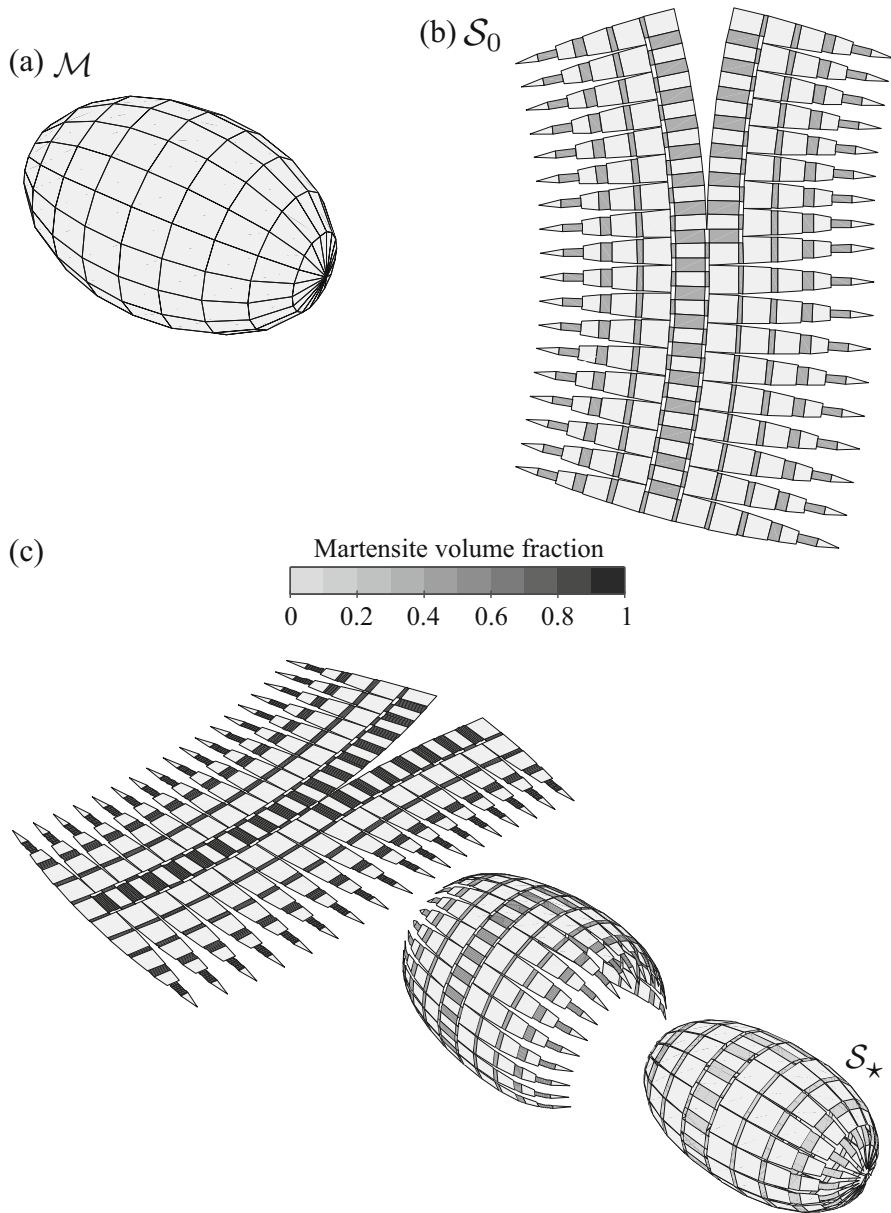 (a) ℳ
(b) 𝒮₀
(c)
Martensite volume fraction
0 0.2 0.4 0.6 0.8 1
𝒮⋆